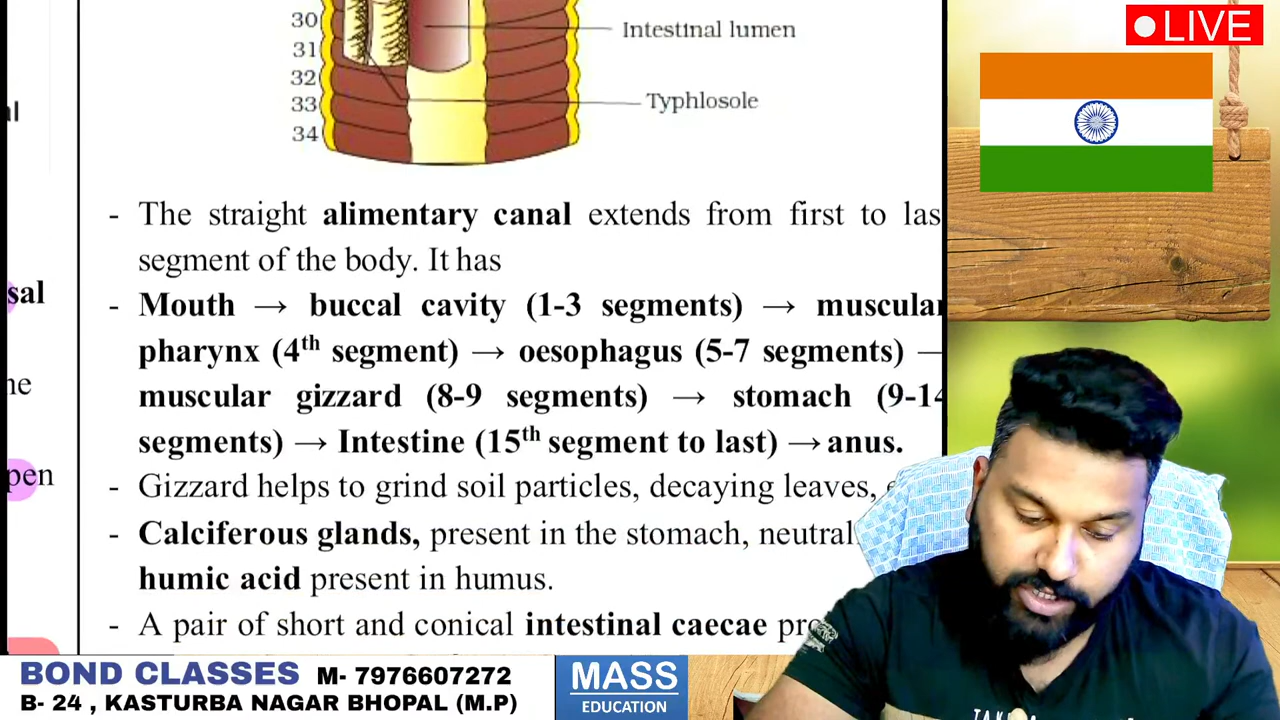 LIVE
30
31
32
33
34
Intestinal lumen
Typhlosole
sal
pen
- The straight alimentary canal extends from first to las
segment of the body. It has
- Mouth → buccal cavity (1-3 segments) → muscular
pharynx (4th segment) → oesophagus (5-7 segments) →
muscular gizzard (8-9 segments) → stomach (9-14
segments) → Intestine (15th segment to last) → anus.
- Gizzard helps to grind soil particles, decaying leaves,
- Calciferous glands, present in the stomach, neutral
humic acid present in humus.
- A pair of short and conical intestinal caecae pro
BOND CLASSES M- 7976607272
B- 24 , KASTURBA NAGAR BHOPAL (M.P)
MASS
EDUCATION